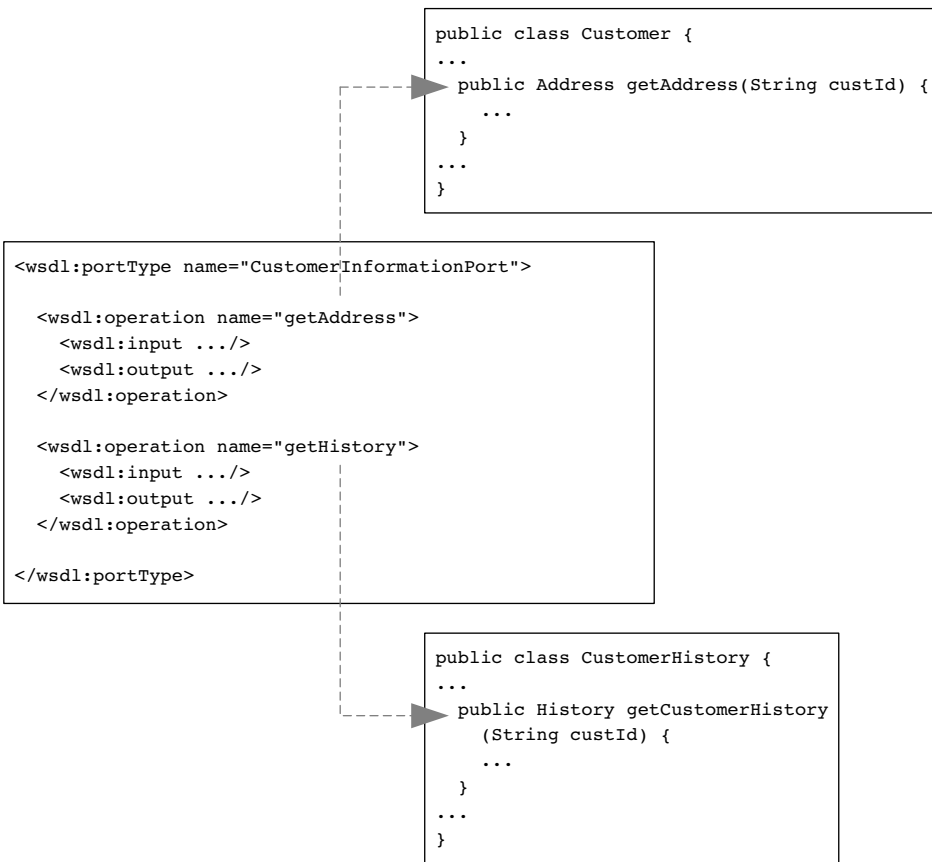 public class Customer {
...
public Address getAddress(String custId) {
...
}
...
}
<wsdl:portType name="CustomerInformationPort">
<wsdl:operation name="getAddress">
<wsdl:input .../>
<wsdl:output .../>
</wsdl:operation>
<wsdl:operation name="getHistory">
<wsdl:input .../>
<wsdl:output .../>
</wsdl:operation>
</wsdl:portType>
public class CustomerHistory {
...
public History getCustomerHistory
(String custId) {
...
}
...
}